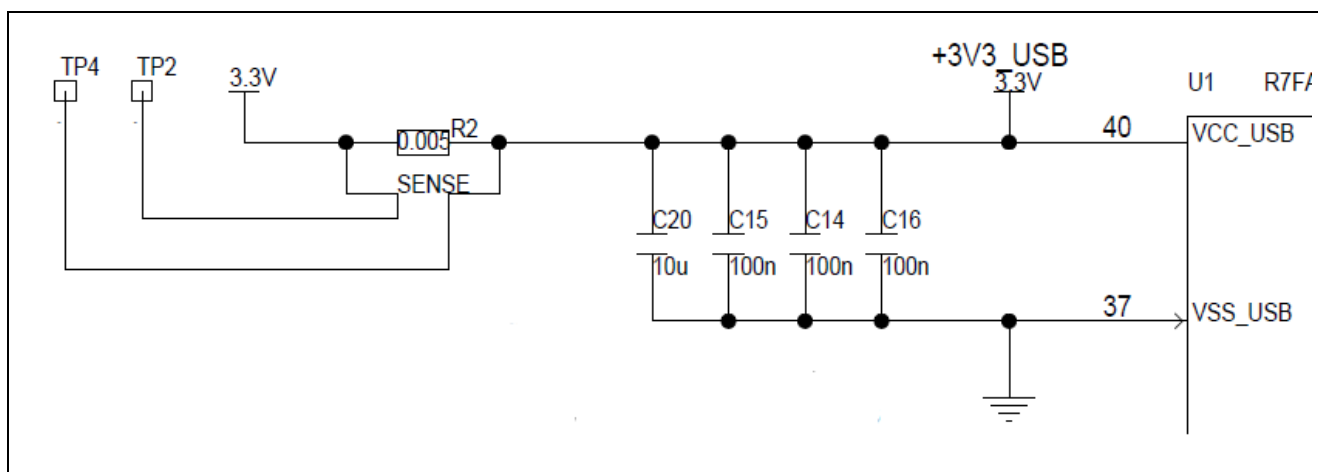 +3V3_USB
TP4 TP2 3.3V 3.3V U1 R7FA
0.005 R2 40 VCC_USB
SENSE
C20 C15 C14 C16
10u 100n 100n 100n
37 VSS_USB